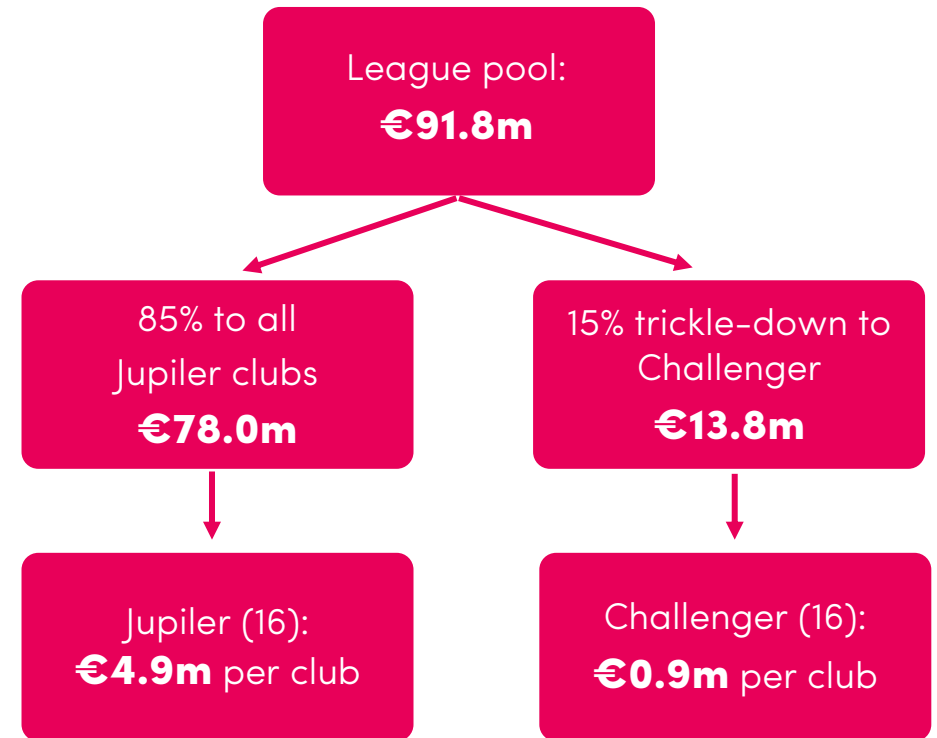 League pool:
€91.8m
85% to all
Jupiler clubs
€78.0m
15% trickle-down to
Challenger
€13.8m
Jupiler (16):
€4.9m per club
Challenger (16):
€0.9m per club